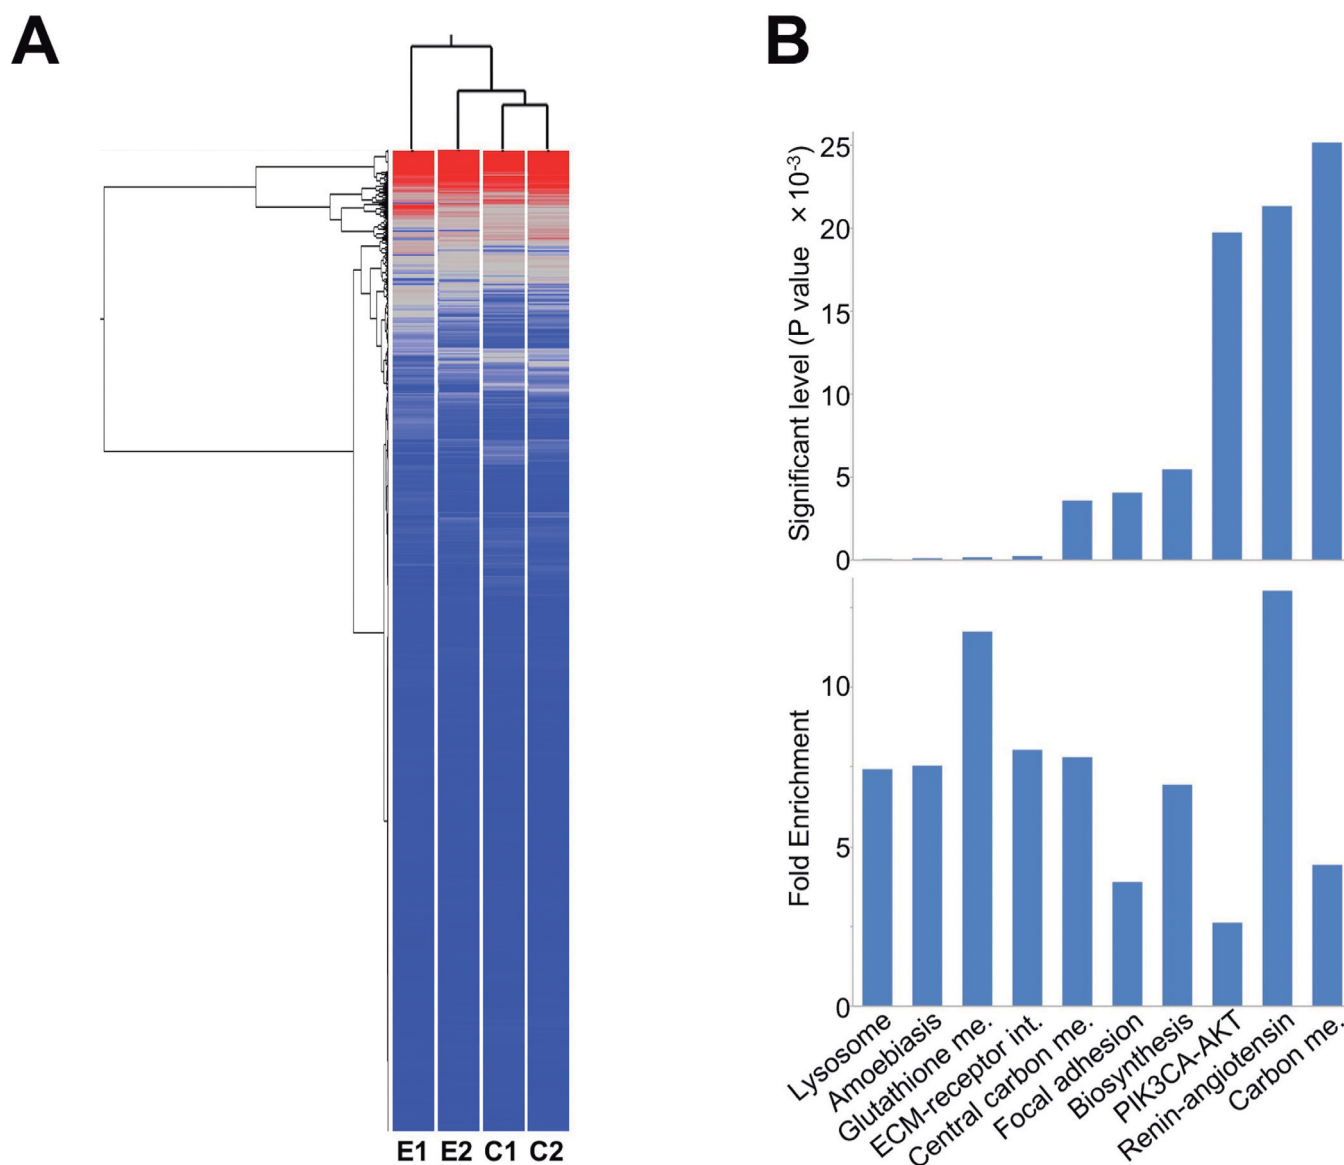 A
B
E1 E2 C1 C2
Significant level (P value × 10-3)
25
20
15
10
5
0
Fold Enrichment
10
5
0
Lysosome
Amoebiasis
Glutathione me.
ECM-receptor int.
Central carbon me.
Focal adhesion
Biosynthesis
PIK3CA-AKT
Renin-angiotensin
Carbon me.